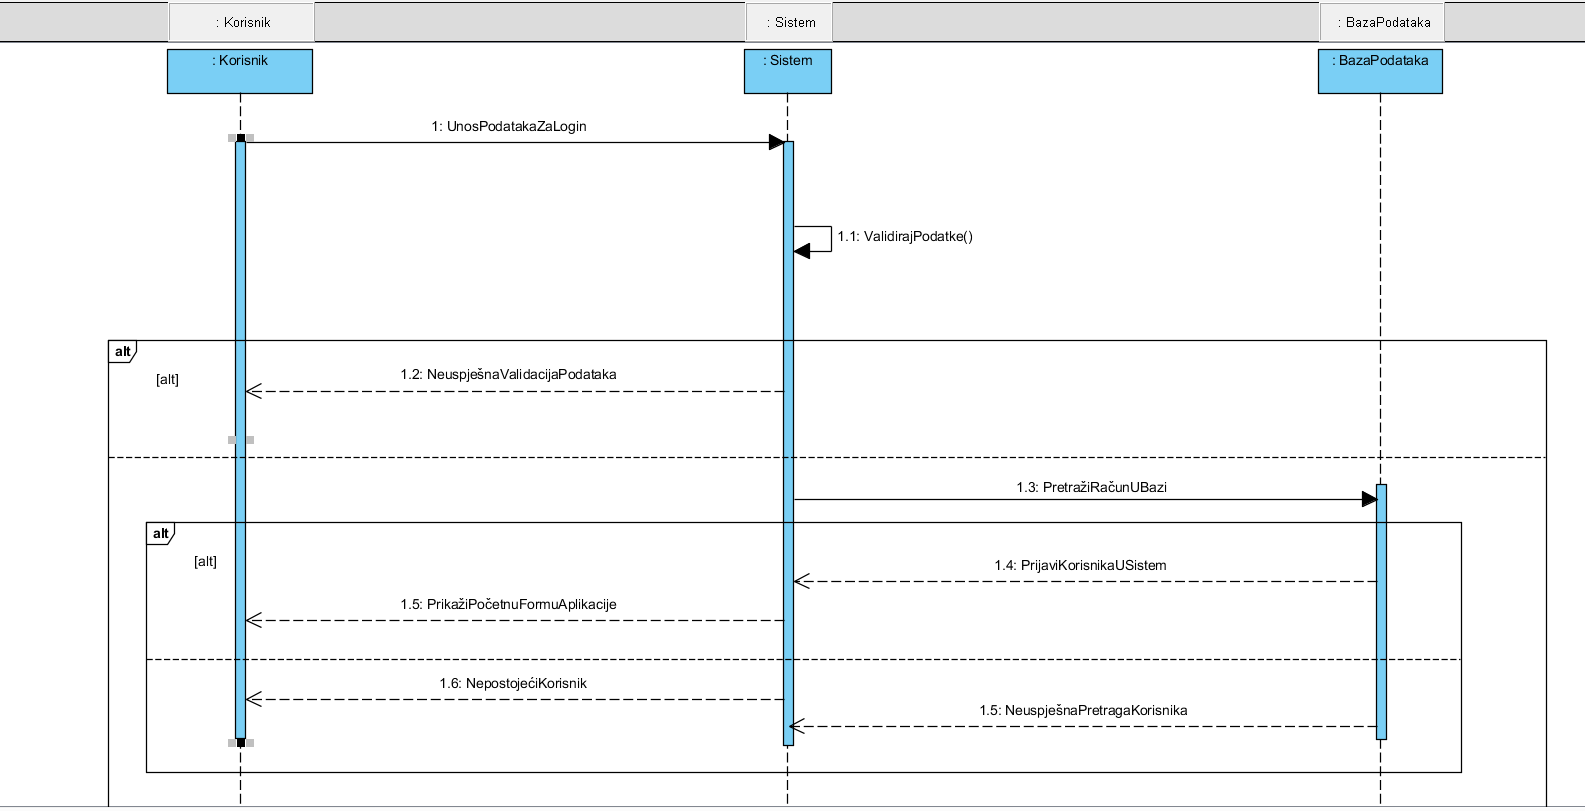 : Korisnik
: Sistem
: BazaPodataka
: Korisnik
: Sistem
: BazaPodataka
1: UnosPodatakaZaLogin
1.1: ValidirajPodatke()
alt
[alt]
1.2: NeuspješnaValidacijaPodataka
1.3: PretražiRačunUBazi
alt
[alt]
1.4: PrijaviKorisnikaUSistem
1.5: PrikažiPočetnuFormuAplikacije
1.6: NepostojećiKorisnik
1.5: NeuspješnaPretragaKorisnika